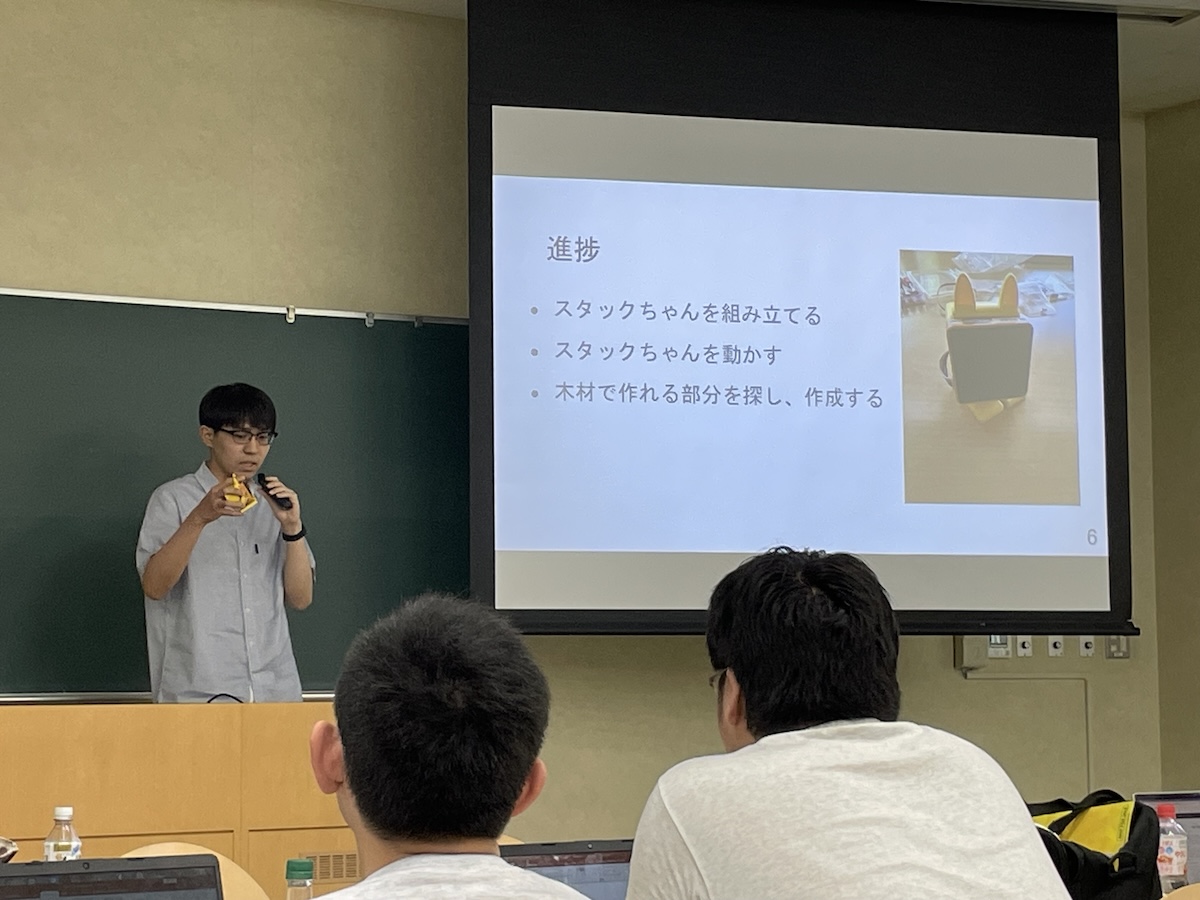 進捗
スタックちゃんを組み立てる
スタックちゃんを動かす
木材で作れる部分を探し、作成する
6